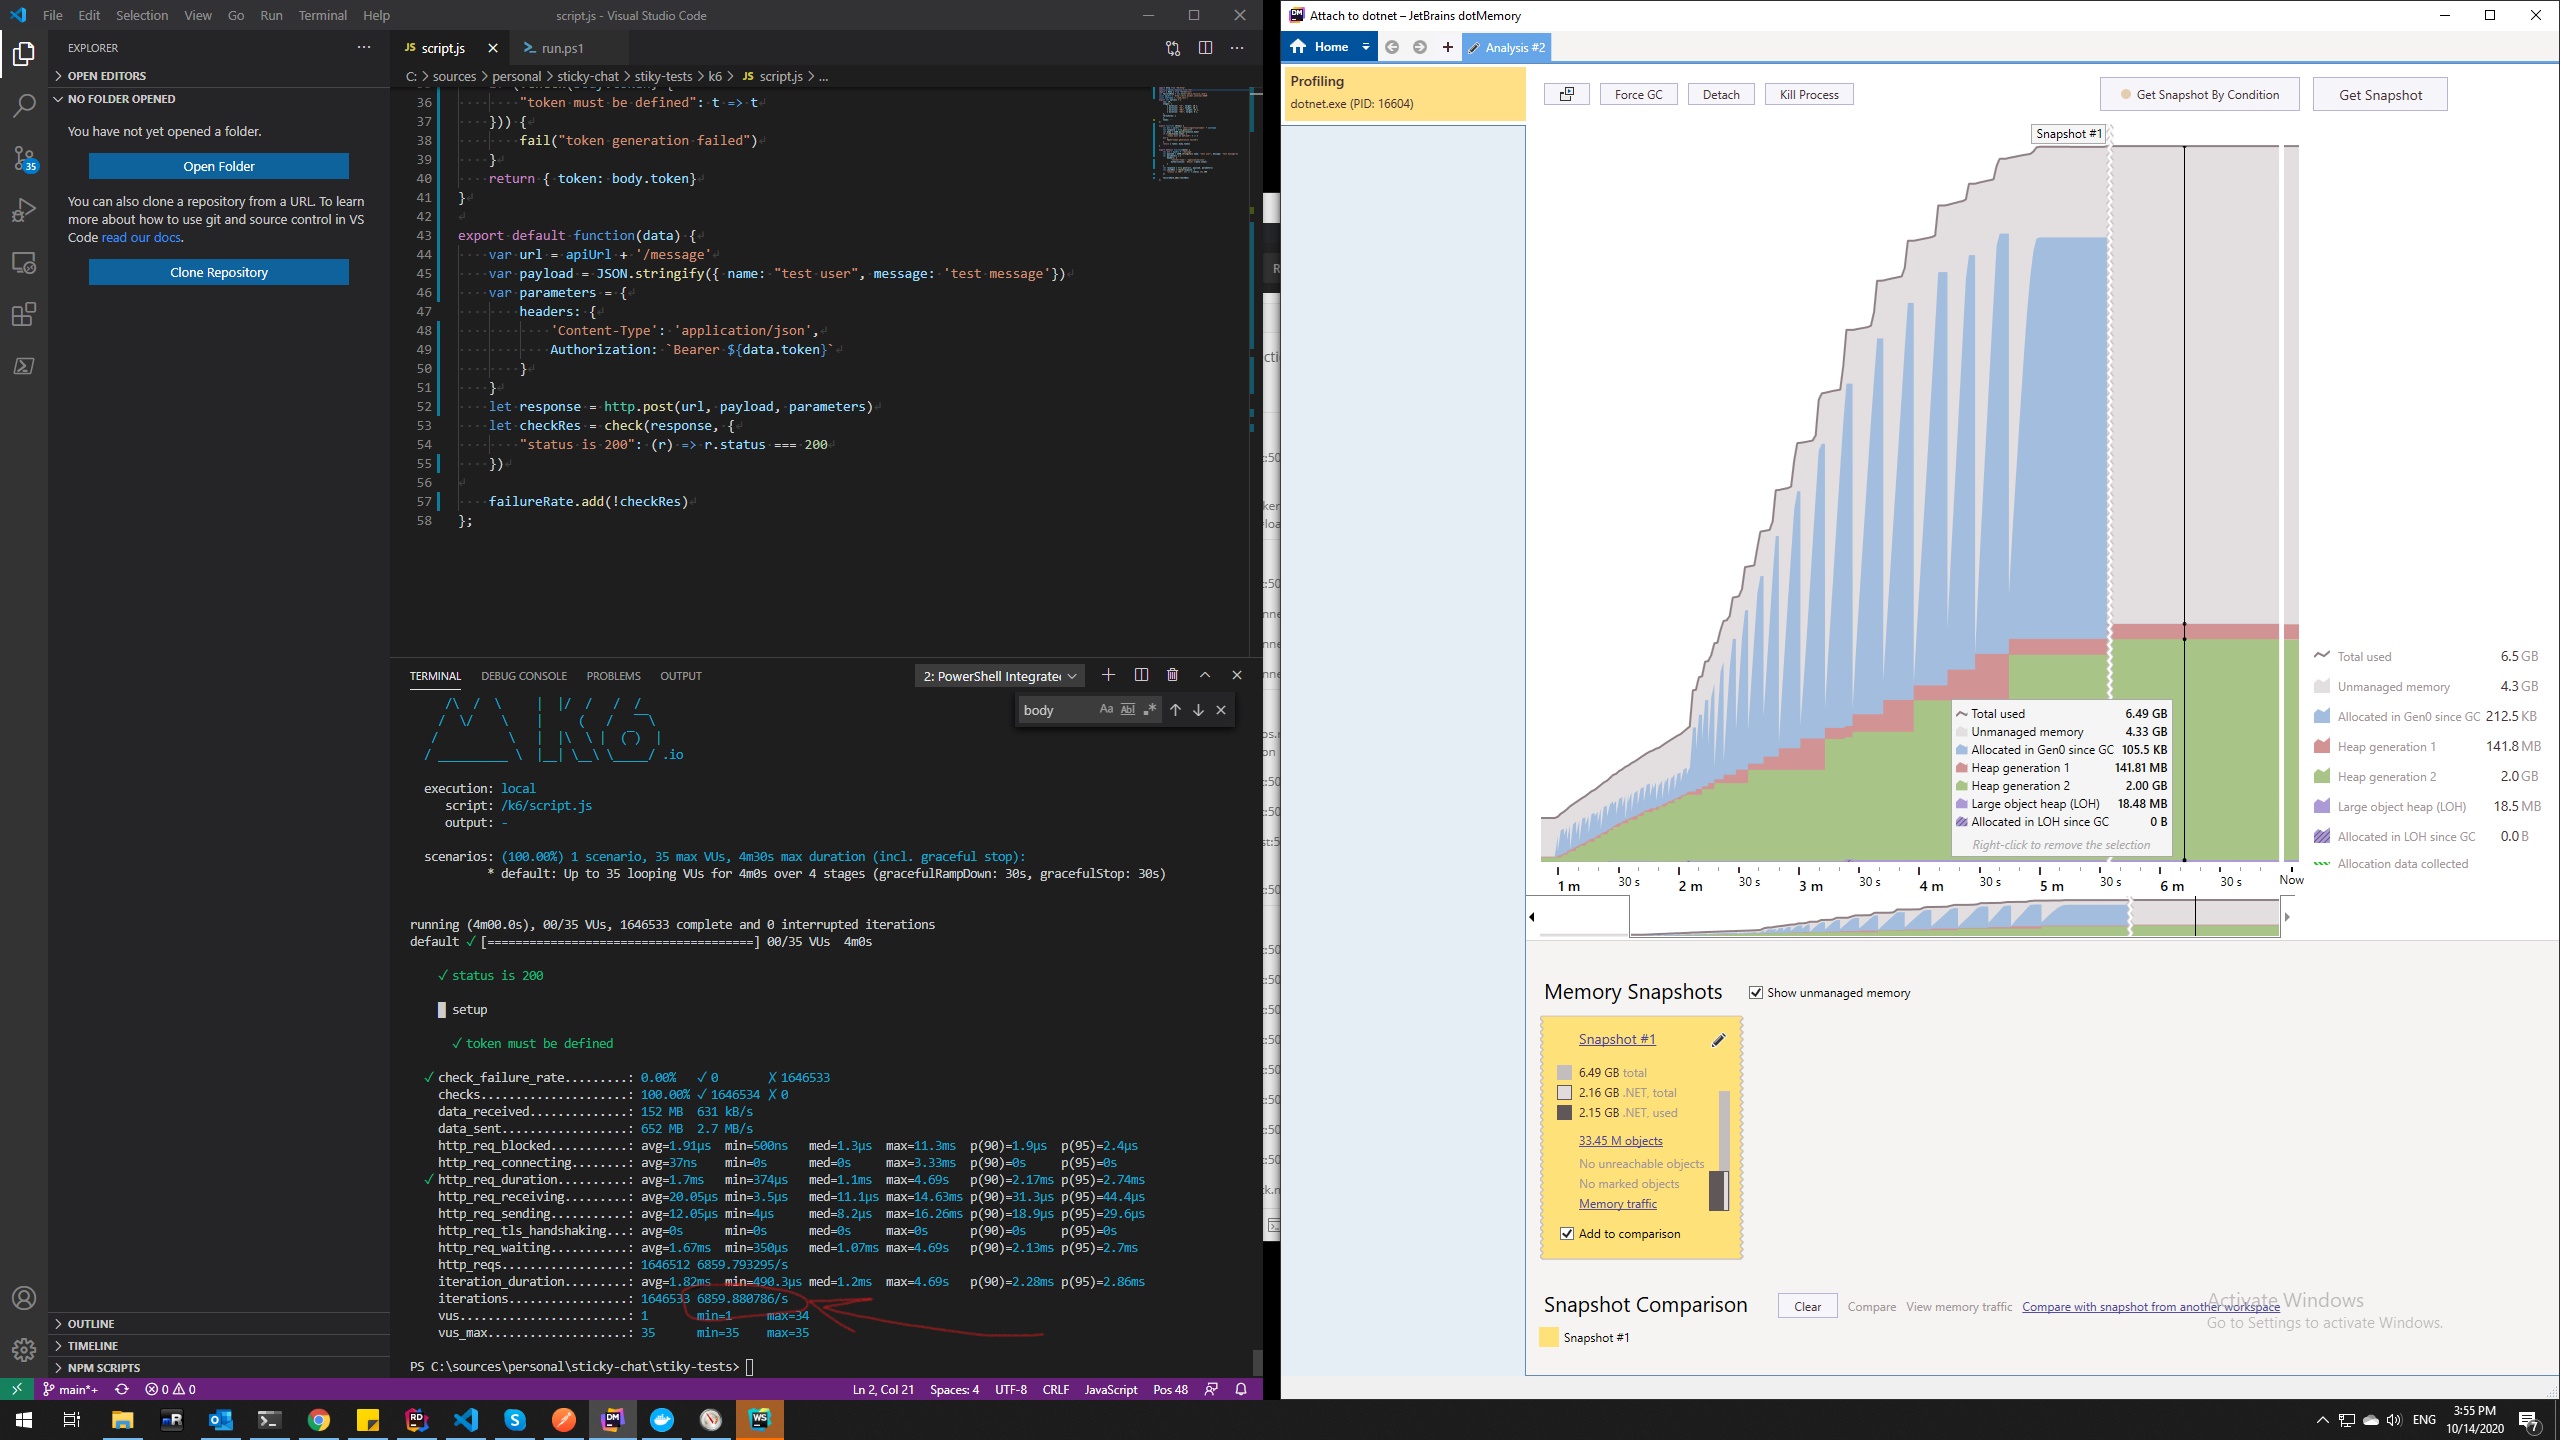 File Edit Selection View Go Run Terminal Help
script.js - Visual Studio Code
EXPLORER
OPEN EDITORS
NO FOLDER OPENED
You have not yet opened a folder.
Open Folder
35
You can also clone a repository from a URL. To learn
more about how to use git and source control in VS
Code read our docs.
Clone Repository
OUTLINE
TIMELINE
NPM SCRIPTS
JS script.js
run.ps1
C: > sources > personal > sticky-chat > stiky-tests > k6 > JS script.js > ...
36 "token must be defined": t => t
37 })) {
38 fail("token generation failed")
39 }
40 return { token: body.token}
41 }
42
43 export default function(data) {
44 var url = apiUrl + '/message'
45 var payload = JSON.stringify({ name: "test user", message: 'test message'})
46 var parameters = {
47 headers: {
48 'Content-Type': 'application/json',
49 Authorization: `Bearer ${data.token}`
50 }
51 }
52 let response = http.post(url, payload, parameters)
53 let checkRes = check(response, {
54 "status is 200": (r) => r.status === 200
55 })
56
57 failureRate.add(!checkRes)
58 };
TERMINAL DEBUG CONSOLE PROBLEMS OUTPUT
2: PowerShell Integrate
body
Aa Abl .*
.io
execution: local
script: /k6/script.js
output: -
scenarios: (100.00%) 1 scenario, 35 max VUs, 4m30s max duration (incl. graceful stop):
* default: Up to 35 looping VUs for 4m0s over 4 stages (gracefulRampDown: 30s, gracefulStop: 30s)
running (4m00.0s), 00/35 VUs, 1646533 complete and 0 interrupted iterations
default ✓ [======================================] 00/35 VUs 4m0s
✓ status is 200
█ setup
✓ token must be defined
✓ check_failure_rate.........: 0.00% ✓ 0 ✗ 1646533
checks.....................: 100.00% ✓ 1646534 ✗ 0
data_received..............: 152 MB 631 kB/s
data_sent..................: 652 MB 2.7 MB/s
http_req_blocked...........: avg=1.91µs min=500ns med=1.3µs max=11.3ms p(90)=1.9µs p(95)=2.4µs
http_req_connecting........: avg=37ns min=0s med=0s max=3.33ms p(90)=0s p(95)=0s
✓ http_req_duration..........: avg=1.7ms min=374µs med=1.1ms max=4.69s p(90)=2.17ms p(95)=2.74ms
http_req_receiving.........: avg=20.05µs min=3.5µs med=11.1µs max=14.63ms p(90)=31.3µs p(95)=44.4µs
http_req_sending...........: avg=12.05µs min=4µs med=8.2µs max=16.26ms p(90)=18.9µs p(95)=29.6µs
http_req_tls_handshaking...: avg=0s min=0s med=0s max=0s p(90)=0s p(95)=0s
http_req_waiting...........: avg=1.67ms min=350µs med=1.07ms max=4.69s p(90)=2.13ms p(95)=2.7ms
http_reqs..................: 1646512 6859.793295/s
iteration_duration.........: avg=1.82ms min=490.3µs med=1.2ms max=4.69s p(90)=2.28ms p(95)=2.86ms
iterations.................: 1646533 6859.880786/s
vus........................: 1 min=1 max=34
vus_max....................: 35 min=35 max=35
PS C:\sources\personal\sticky-chat\stiky-tests>
main*+ 0 0
Ln 2, Col 21 Spaces: 4 UTF-8 CRLF JavaScript Pos 48
DM Attach to dotnet – JetBrains dotMemory
Home
Analysis #2
Profiling
dotnet.exe (PID: 16604)
Force GC
Detach
Kill Process
Get Snapshot By Condition
Get Snapshot
Snapshot #1
Total used 6.49 GB
Unmanaged memory 4.33 GB
Allocated in Gen0 since GC 105.5 KB
Heap generation 1 141.81 MB
Heap generation 2 2.00 GB
Large object heap (LOH) 18.48 MB
Allocated in LOH since GC 0 B
Right-click to remove the selection
Total used 6.5 GB
Unmanaged memory 4.3 GB
Allocated in Gen0 since GC 212.5 KB
Heap generation 1 141.8 MB
Heap generation 2 2.0 GB
Large object heap (LOH) 18.5 MB
Allocated in LOH since GC 0.0 B
Allocation data collected
1 m 30 s 2 m 30 s 3 m 30 s 4 m 30 s 5 m 30 s 6 m 30 s Now
Memory Snapshots
Show unmanaged memory
Snapshot #1
6.49 GB total
2.16 GB .NET, total
2.15 GB .NET, used
33.45 M objects
No unreachable objects
No marked objects
Memory traffic
Add to comparison
Snapshot Comparison
Clear
Compare
View memory traffic
Compare with snapshot from another workspace
Snapshot #1
Activate Windows
Go to Settings to activate Windows.
mR RD DM WS
ENG
3:55 PM
10/14/2020
7